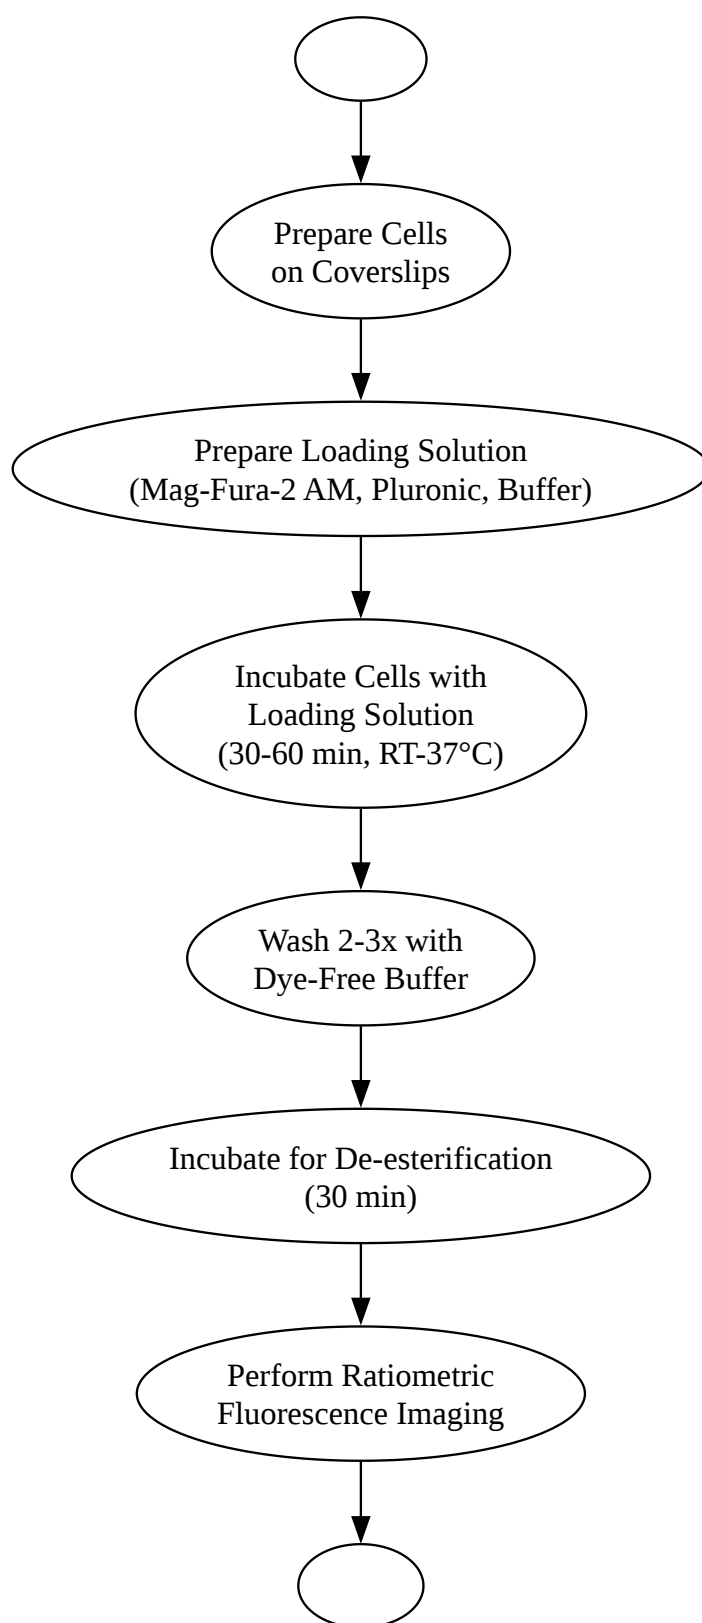 Prepare Cells
on Coverslips
Prepare Loading Solution
(Mag-Fura-2 AM, Pluronic, Buffer)
Incubate Cells with
Loading Solution
(30-60 min, RT-37°C)
Wash 2-3x with
Dye-Free Buffer
Incubate for De-esterification
(30 min)
Perform Ratiometric
Fluorescence Imaging